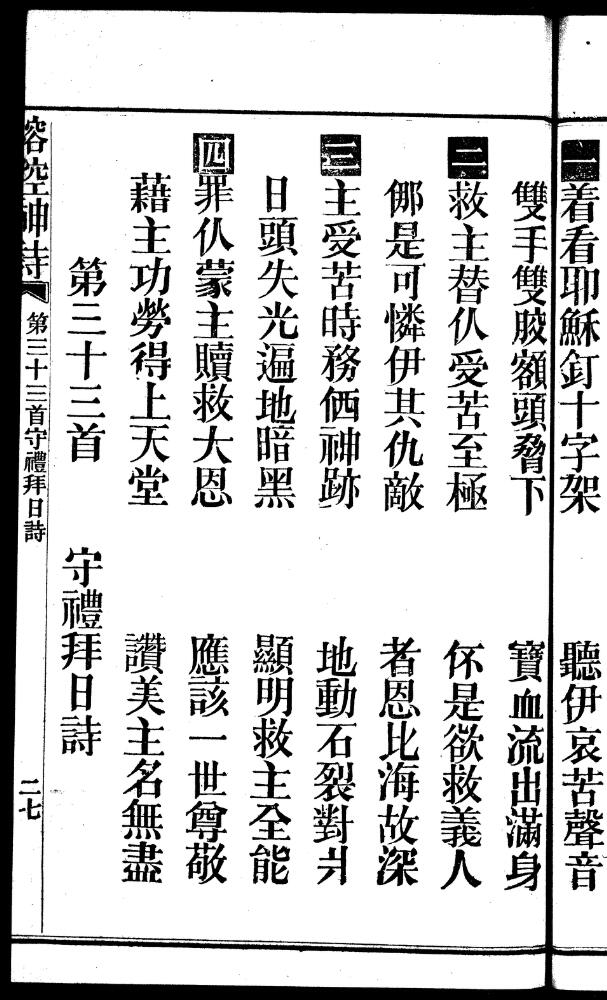 一 着看耶穌釘十字架 聽伊哀苦聲音
雙手雙胶額頭脅下 寶血流出滿身
二 救主替仈受苦至極 伓是欲救義人
㑚是可憐伊其仇敵 者恩比海故深
三 主受苦時務価神跡 地動石裂對爿
日頭失光遍地暗黑 顯明救主全能
四 罪仈蒙主贖救大恩 應該一世尊敬
藉主功勞得上天堂 讚美主名無盡
第三十三首 守禮拜日詩
榕腔神詩 第三十三首守禮拜日詩 二七